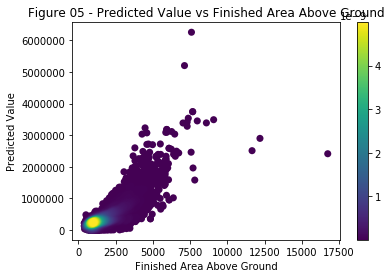 Figure 05 - Predicted Value vs Finished Area Above Ground
6000000
5000000
4000000
3000000
2000000
1000000
0
Predicted Value
0 2500 5000 7500 10000 12500 15000 17500
Finished Area Above Ground
4
3
2
1